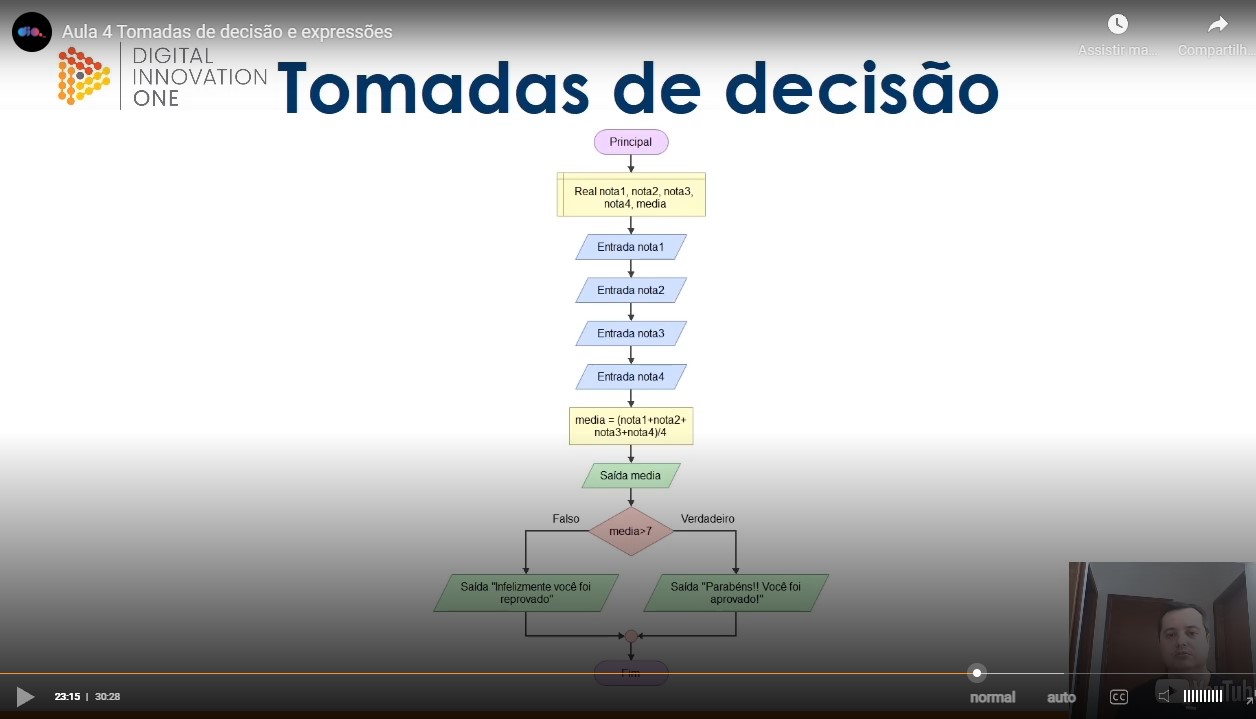 Aula 4 Tomadas de decisão e expressões
Assistir ma...
Compartilh...
DIGITAL
INNOVATION
ONE
Tomadas de decisão
Principal
Real nota1, nota2, nota3,
nota4, media
Entrada nota1
Entrada nota2
Entrada nota3
Entrada nota4
media = (nota1+nota2+
nota3+nota4)/4
Saída media
Falso
media>7
Verdadeiro
Saída "Infelizmente você foi
reprovado"
Saída "Parabéns!! Você foi
aprovado!"
Fim
23:15 | 30:28
normal
auto
CC
YouTube